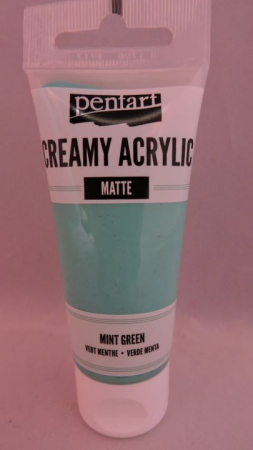 pentart
CREAMY ACRYLIC
MATTE
MINT GREEN
VERT MENTHE • VERDE MENTA